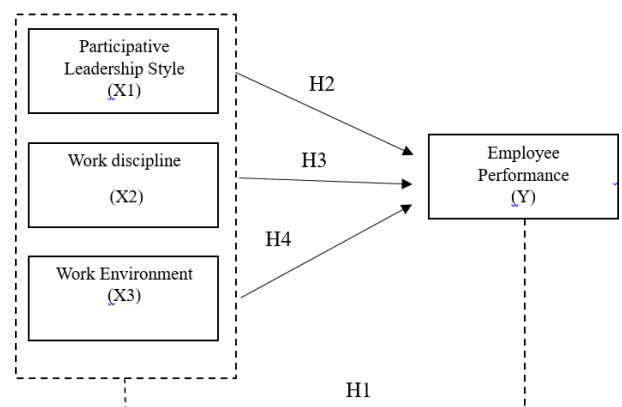 Participative
Leadership Style
(X1)
H2
Work discipline
(X2)
H3
Employee
Performance
(Y)
H4
Work Environment
(X3)
H1